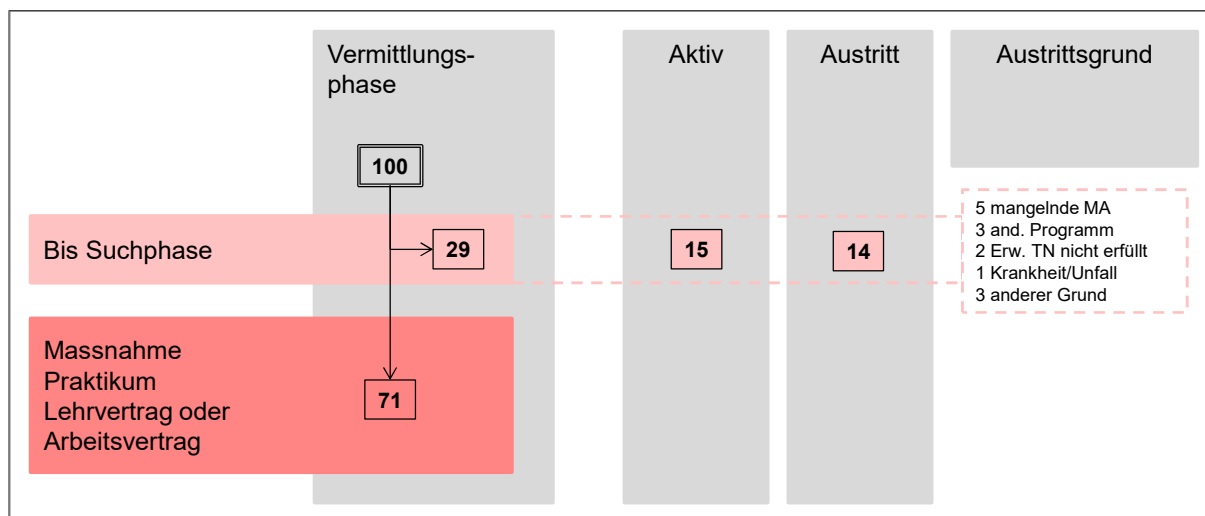 Vermittlungs-
phase
Aktiv
Austritt
Austrittsgrund
100
Bis Suchphase
29
15
14
5 mangelnde MA
3 and. Programm
2 Erw. TN nicht erfüllt
1 Krankheit/Unfall
3 anderer Grund
Massnahme
Praktikum
Lehrvertrag oder
Arbeitsvertrag
71